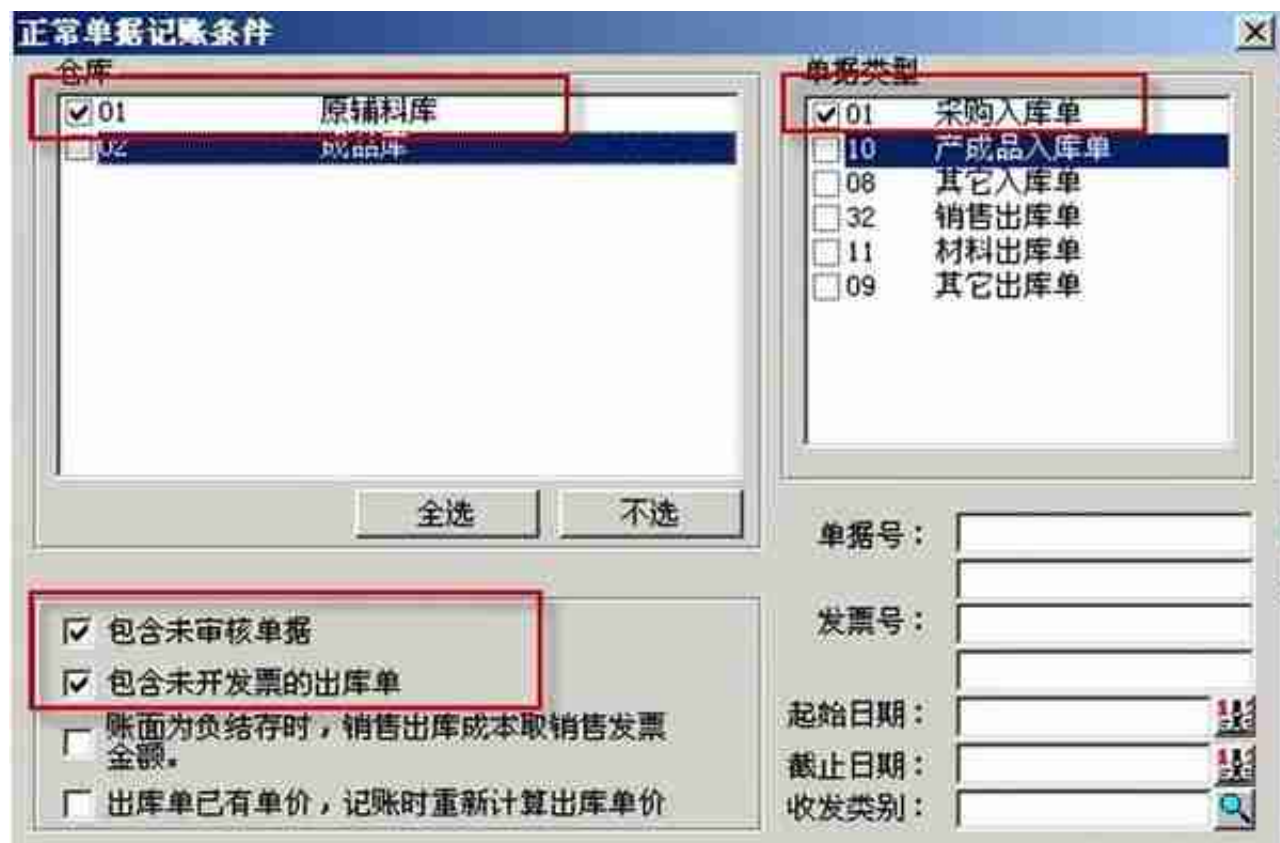 正常单据记账条件
仓库
01 原辅料库
02 成品库
全选 不选
包含未审核单据
包含未开发票的出库单
账面为负结存时，销售出库成本取销售发票
金额。
出库单已有单价，记账时重新计算出库单价
单据类型
01 采购入库单
10 产成品入库单
08 其它入库单
32 销售出库单
11 材料出库单
09 其它出库单
单据号：
发票号：
起始日期：
截止日期：
收发类别：